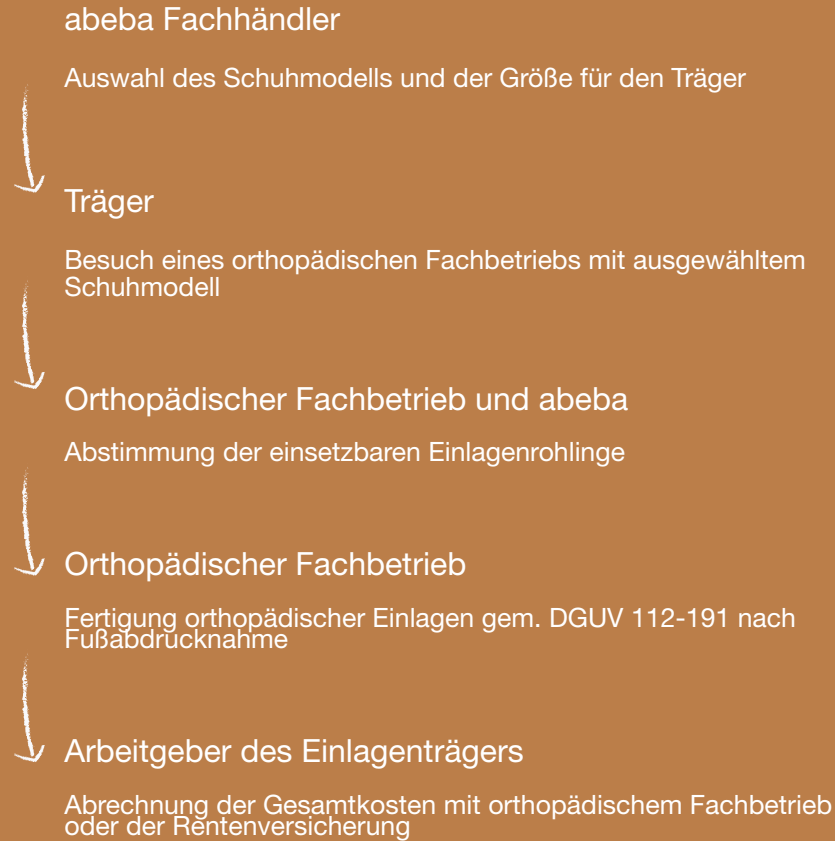 abeba Fachhändler
Auswahl des Schuhmodells und der Größe für den Träger
Träger
Besuch eines orthopädischen Fachbetriebs mit ausgewähltem
Schuhmodell
Orthopädischer Fachbetrieb und abeba
Abstimmung der einsetzbaren Einlagenrohlinge
Orthopädischer Fachbetrieb
Fertigung orthopädischer Einlagen gem. DGUV 112-191 nach
Fußabdrucknahme
Arbeitgeber des Einlagenträgers
Abrechnung der Gesamtkosten mit orthopädischem Fachbetrieb
oder der Rentenversicherung